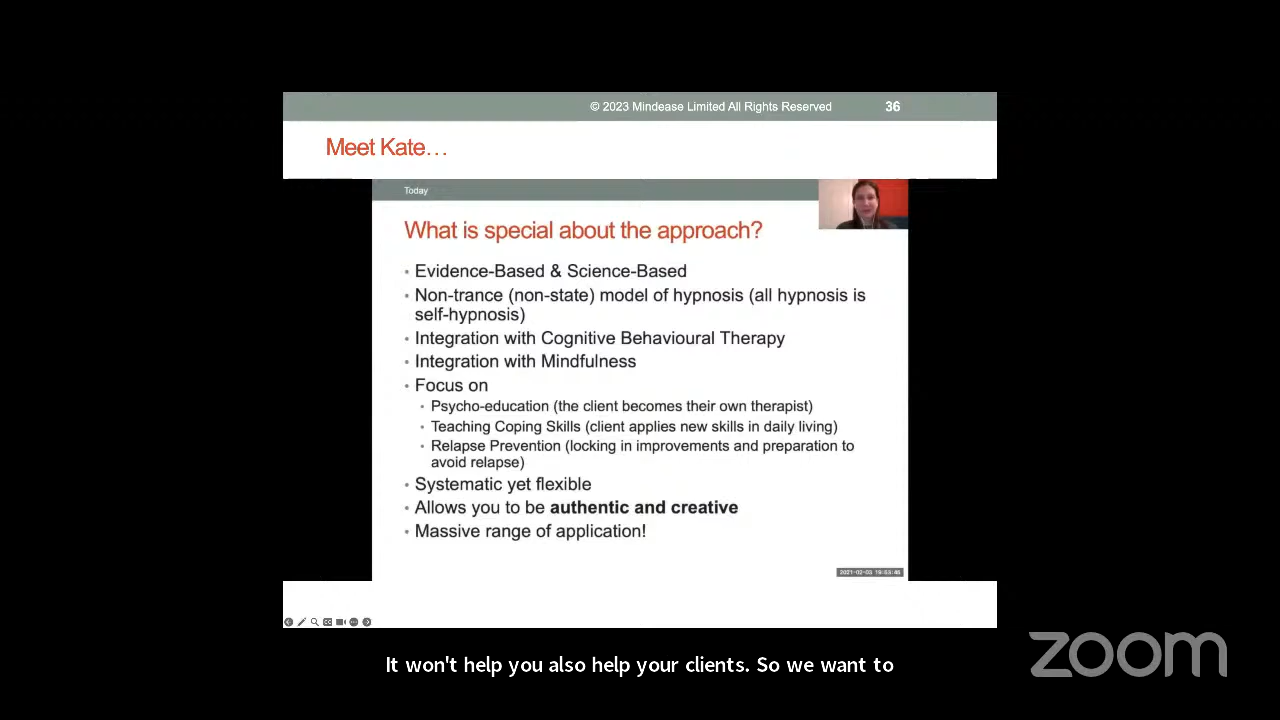 © 2023 Mindease Limited All Rights Reserved
36
Meet Kate…
Today
What is special about the approach?
• Evidence-Based & Science-Based
• Non-trance (non-state) model of hypnosis (all hypnosis is
self-hypnosis)
• Integration with Cognitive Behavioural Therapy
• Integration with Mindfulness
• Focus on
• Psycho-education (the client becomes their own therapist)
• Teaching Coping Skills (client applies new skills in daily living)
• Relapse Prevention (locking in improvements and preparation to
avoid relapse)
• Systematic yet flexible
• Allows you to be authentic and creative
• Massive range of application!
It won't help you also help your clients. So we want to
zoom